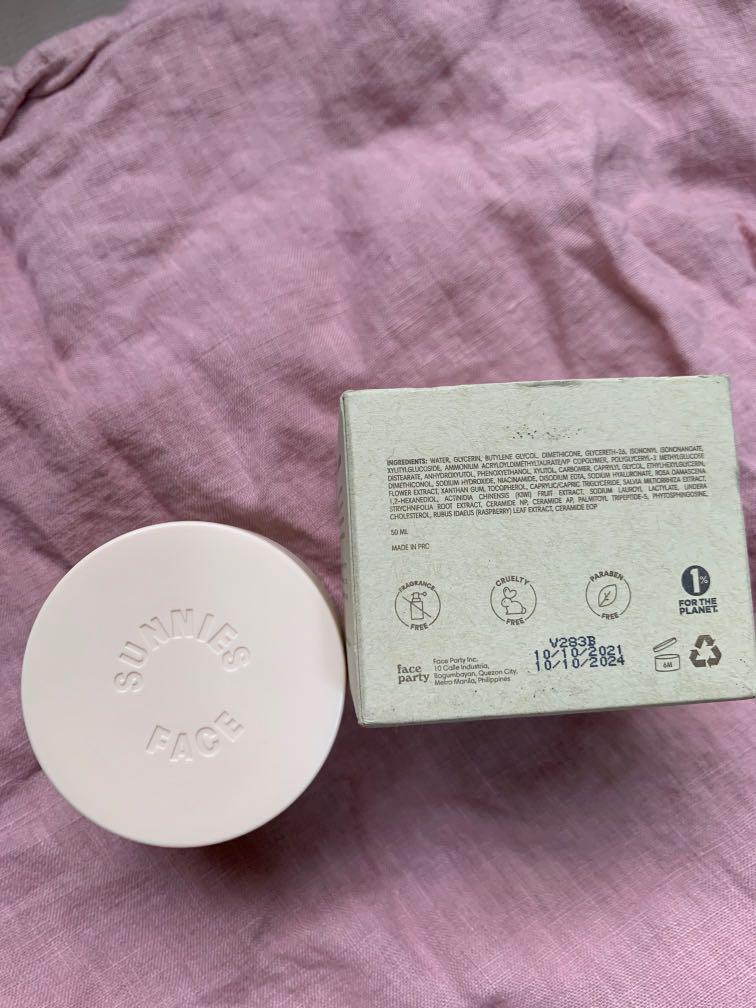 SUNNIES
FACE
INGREDIENTS: WATER, GLYCERIN, BUTYLENE GLYCOL, DIMETHICONE, GLYCERETH-26, ISONONYL ISONONANOATE,
XYLITYLGLUCOSIDE, AMMONIUM ACRYLOYLDIMETHYLTAURATE/VP COPOLYMER, POLYGLYCERYL-3 METHYLGLUCOSE
DISTEARATE, ANHYDROXYLITOL, PHENOXYETHANOL, XYLITOL, CARBOMER, CAPRYLYL GLYCOL, ETHYLHEXYLGLYCERIN,
DIMETHICONOL, SODIUM HYDROXIDE, NIACINAMIDE, DISODIUM EDTA, SODIUM HYALURONATE, ROSA DAMASCENA
FLOWER EXTRACT, XANTHAN GUM, TOCOPHEROL, CAPRYLIC/CAPRIC TRIGLYCERIDE, SALVIA MILTIORRHIZA EXTRACT,
1,2-HEXANEDIOL, ACTINIDIA CHINENSIS (KIWI) FRUIT EXTRACT, SODIUM LAUROYL LACTYLATE, LINDERA
STRYCHNIFOLIA ROOT EXTRACT, CERAMIDE NP, CERAMIDE AP, PALMITOYL TRIPEPTIDE-5, PHYTOSPHINGOSINE,
CHOLESTEROL, RUBUS IDAEUS (RASPBERRY) LEAF EXTRACT, CERAMIDE EOP
50 ML
MADE IN PRC
FRAGRANCE
FREE
CRUELTY
FREE
PARABEN
FREE
1%
FOR THE
PLANET.
face
party
Face Party Inc.
10 Calle Industria,
Bagumbayan, Quezon City,
Metro Manila, Philippines
V283B
10/10/2021
10/10/2024
6M